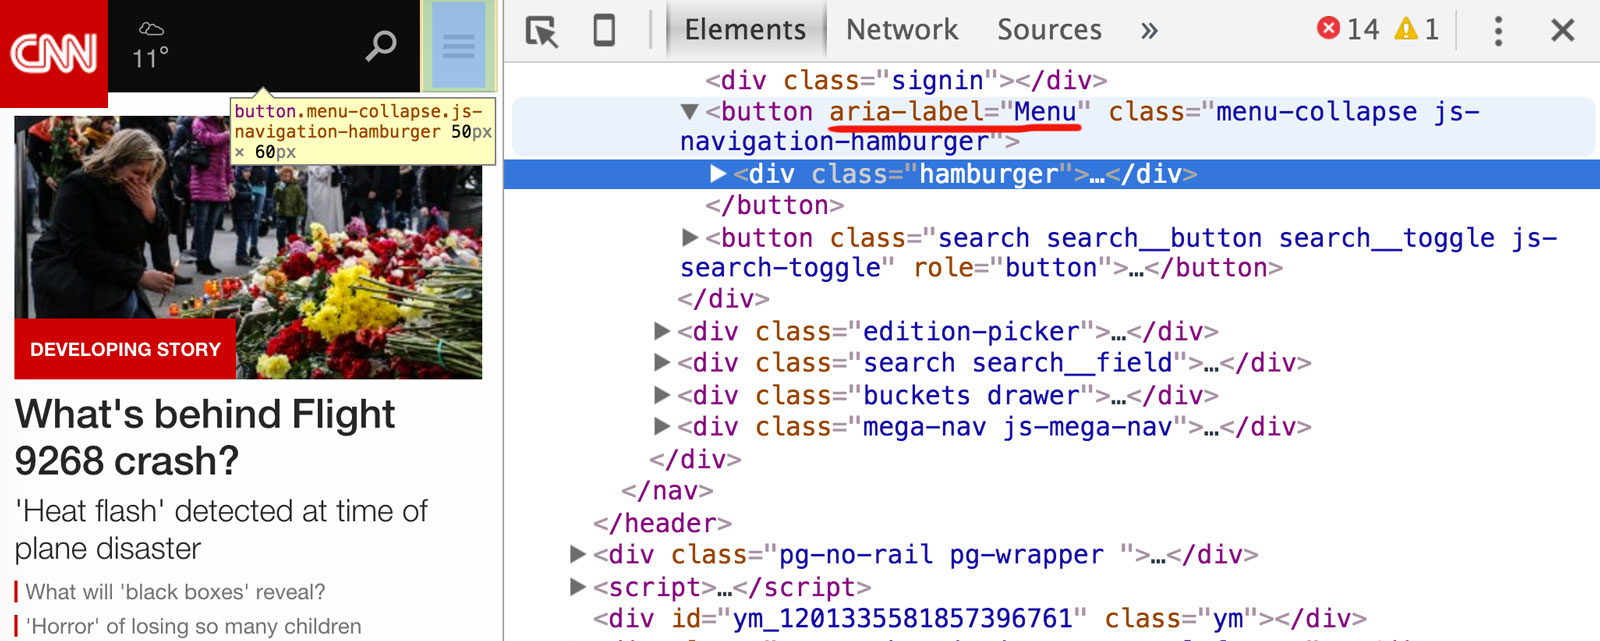 CNN
11°
button.menu-collapse.js-
navigation-hamburger 50px
× 60px
DEVELOPING STORY
What's behind Flight
9268 crash?
'Heat flash' detected at time of
plane disaster
What will 'black boxes' reveal?
'Horror' of losing so many children
Elements Network Sources » 14 1
<div class="signin"></div>
<button aria-label="Menu" class="menu-collapse js-
navigation-hamburger">
<div class="hamburger">…</div>
</button>
<button class="search search__button search__toggle js-
search-toggle" role="button">…</button>
</div>
<div class="edition-picker">…</div>
<div class="search search__field">…</div>
<div class="buckets drawer">…</div>
<div class="mega-nav js-mega-nav">…</div>
</div>
</nav>
</header>
<div class="pg-no-rail pg-wrapper ">…</div>
<script>…</script>
<div id="ym_1201335581857396761" class="ym"></div>